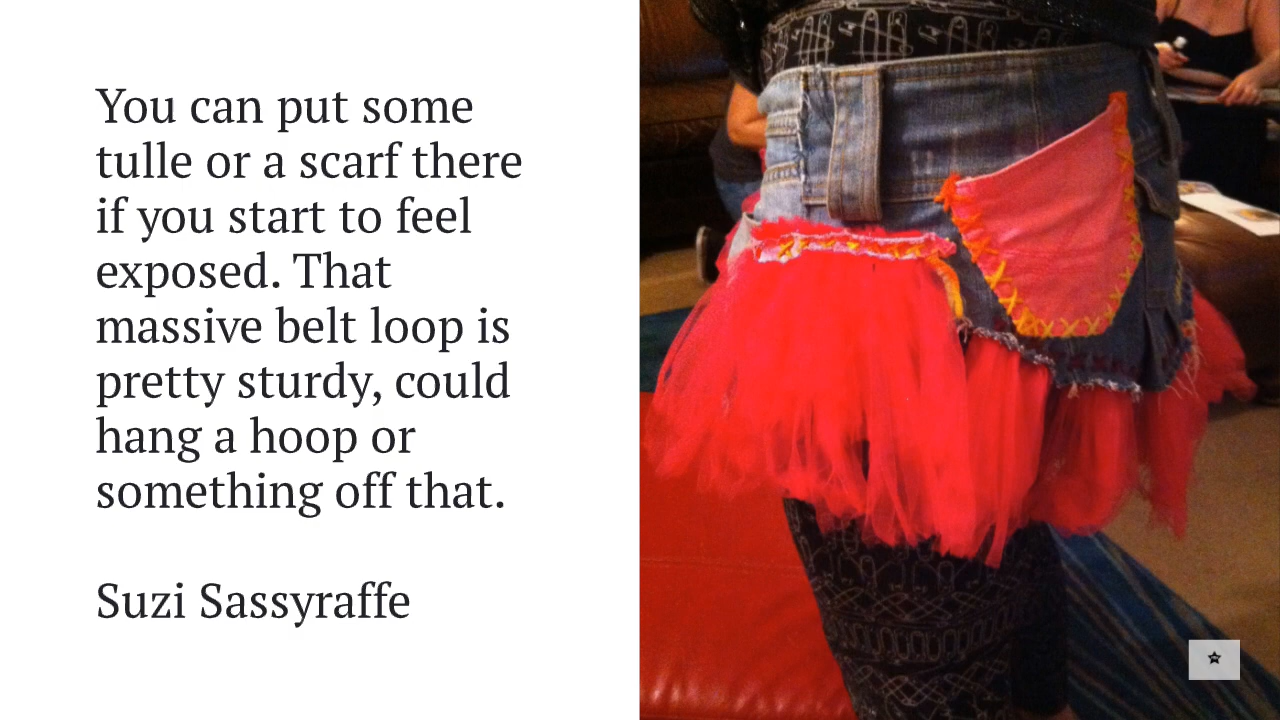 You can put some
tulle or a scarf there
if you start to feel
exposed. That
massive belt loop is
pretty sturdy, could
hang a hoop or
something off that.
Suzi Sassyraffe